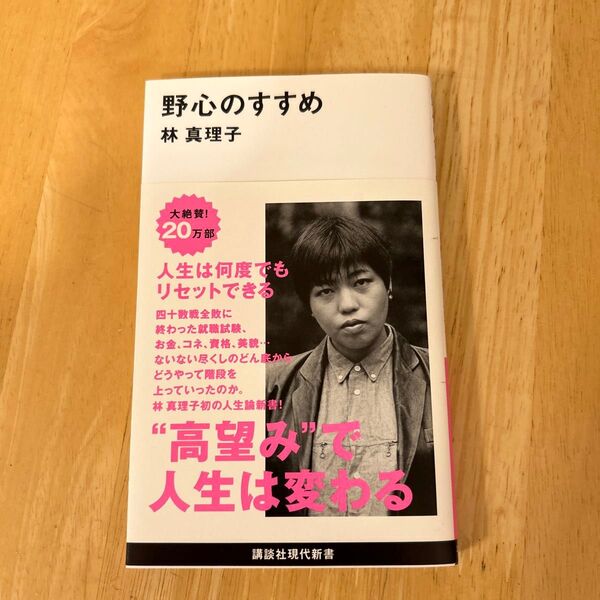 野心のすすめ
林 真理子
大絶賛!
20万部
人生は何度でも
リセットできる
四十数戦全敗に
終わった就職試験、
お金、コネ、資格、美貌…
ないない尽くしのどん底から
どうやって階段を
上っていったのか。
林 真理子初の人生論新書!
“高望み”で
人生は変わる
講談社現代新書